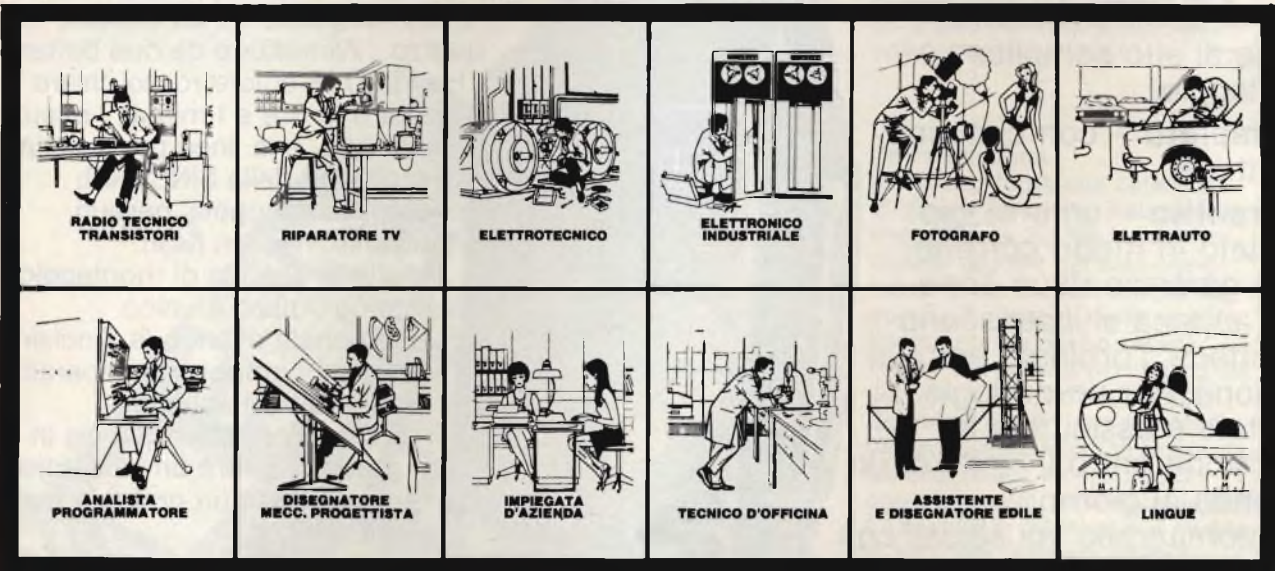 RADIO TECNICO
TRANSISTORI
RIPARATORE TV
ELETTROTECNICO
ELETTRONICO
INDUSTRIALE
FOTOGRAFO
ELETTRAUTO
ANALISTA
PROGRAMMATORE
DISEGNATORE
MECC. PROGETTISTA
IMPIEGATA
D'AZIENDA
TECNICO D'OFFICINA
ASSISTENTE
E DISEGNATORE EDILE
LINGUE